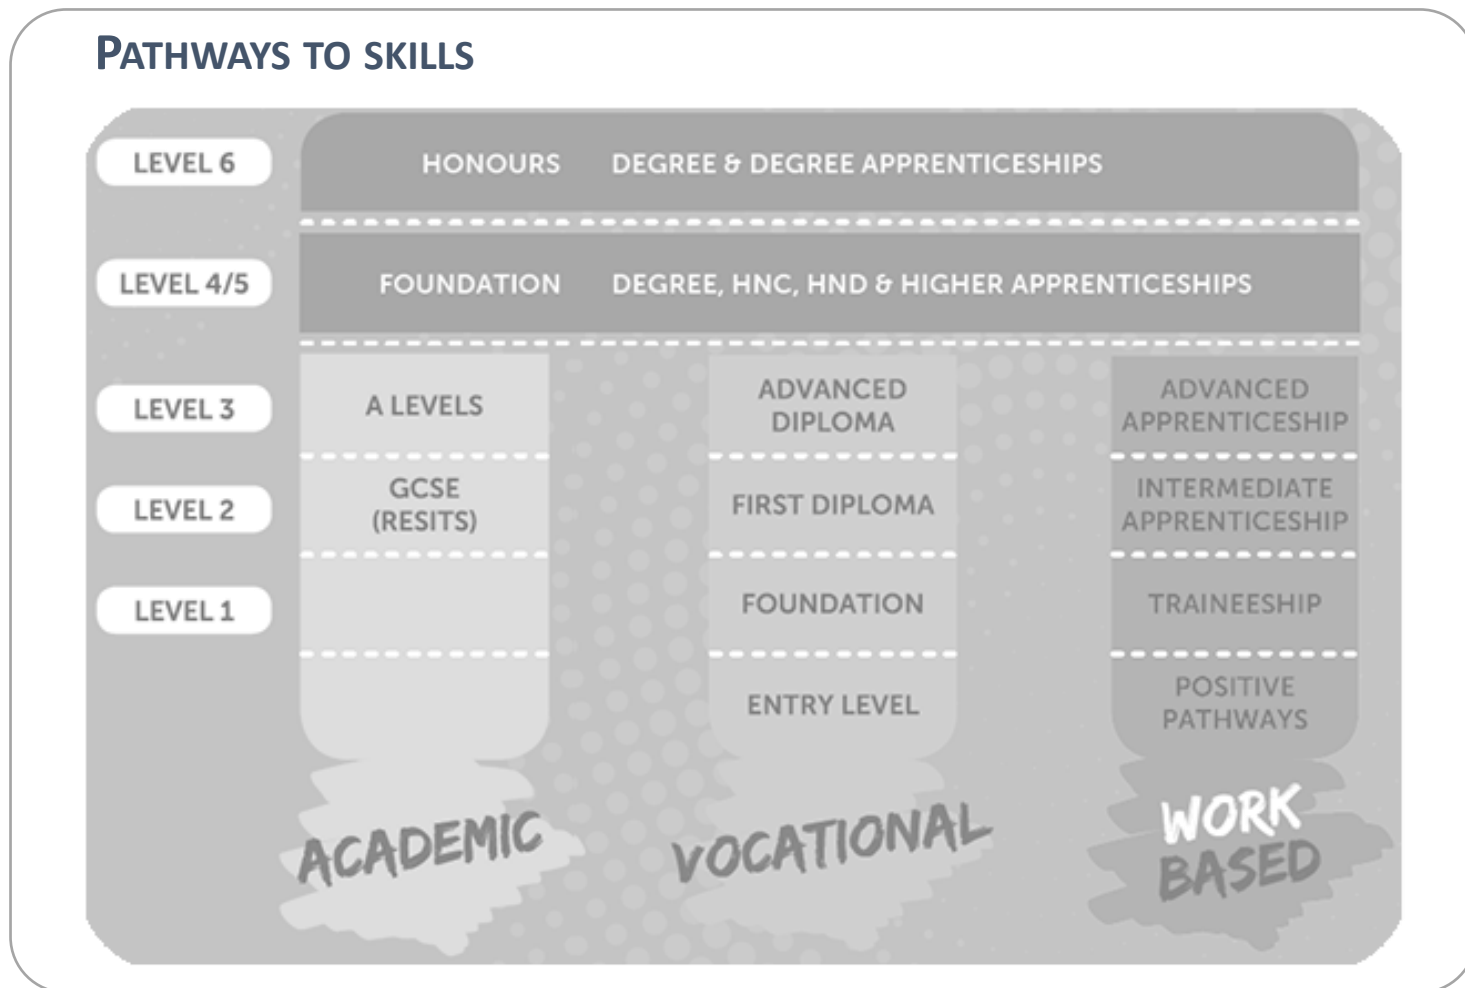 PATHWAYS TO SKILLS
LEVEL 6
HONOURS DEGREE & DEGREE APPRENTICESHIPS
LEVEL 4/5
FOUNDATION DEGREE, HNC, HND & HIGHER APPRENTICESHIPS
LEVEL 3
A LEVELS
ADVANCED
DIPLOMA
ADVANCED
APPRENTICESHIP
LEVEL 2
GCSE
(RESITS)
FIRST DIPLOMA
INTERMEDIATE
APPRENTICESHIP
LEVEL 1
FOUNDATION
TRAINEESHIP
ENTRY LEVEL
POSITIVE
PATHWAYS
ACADEMIC
VOCATIONAL
WORK
BASED